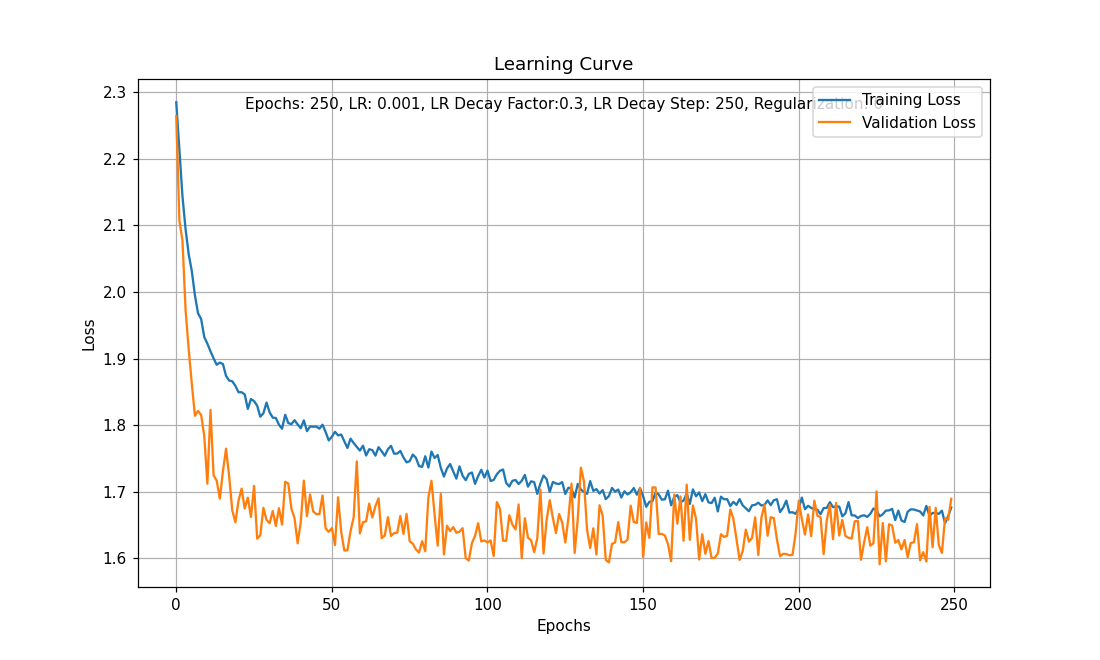 Learning Curve
2.3
Epochs: 250, LR: 0.001, LR Decay Factor:0.3, LR Decay Step: 250, Regularization: 0
Training Loss
Validation Loss
2.2
2.1
2.0
1.9
1.8
1.7
1.6
Loss
0 50 100 150 200 250
Epochs